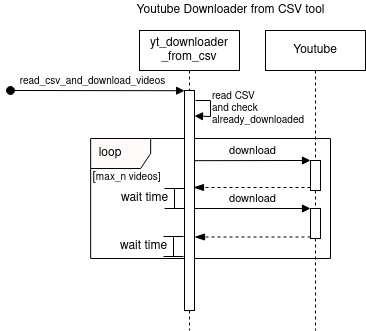 Youtube Downloader from CSV tool
yt_downloader
_from_csv
Youtube
read_csv_and_download_videos
read CSV
and check
already_downloaded
loop
download
[max_n videos]
wait time
download
wait time